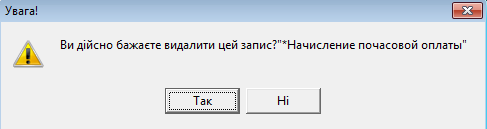 Увага!
Ви дійсно бажаєте видалити цей запис?"*Начисление почасовой оплаты"
Так Ні